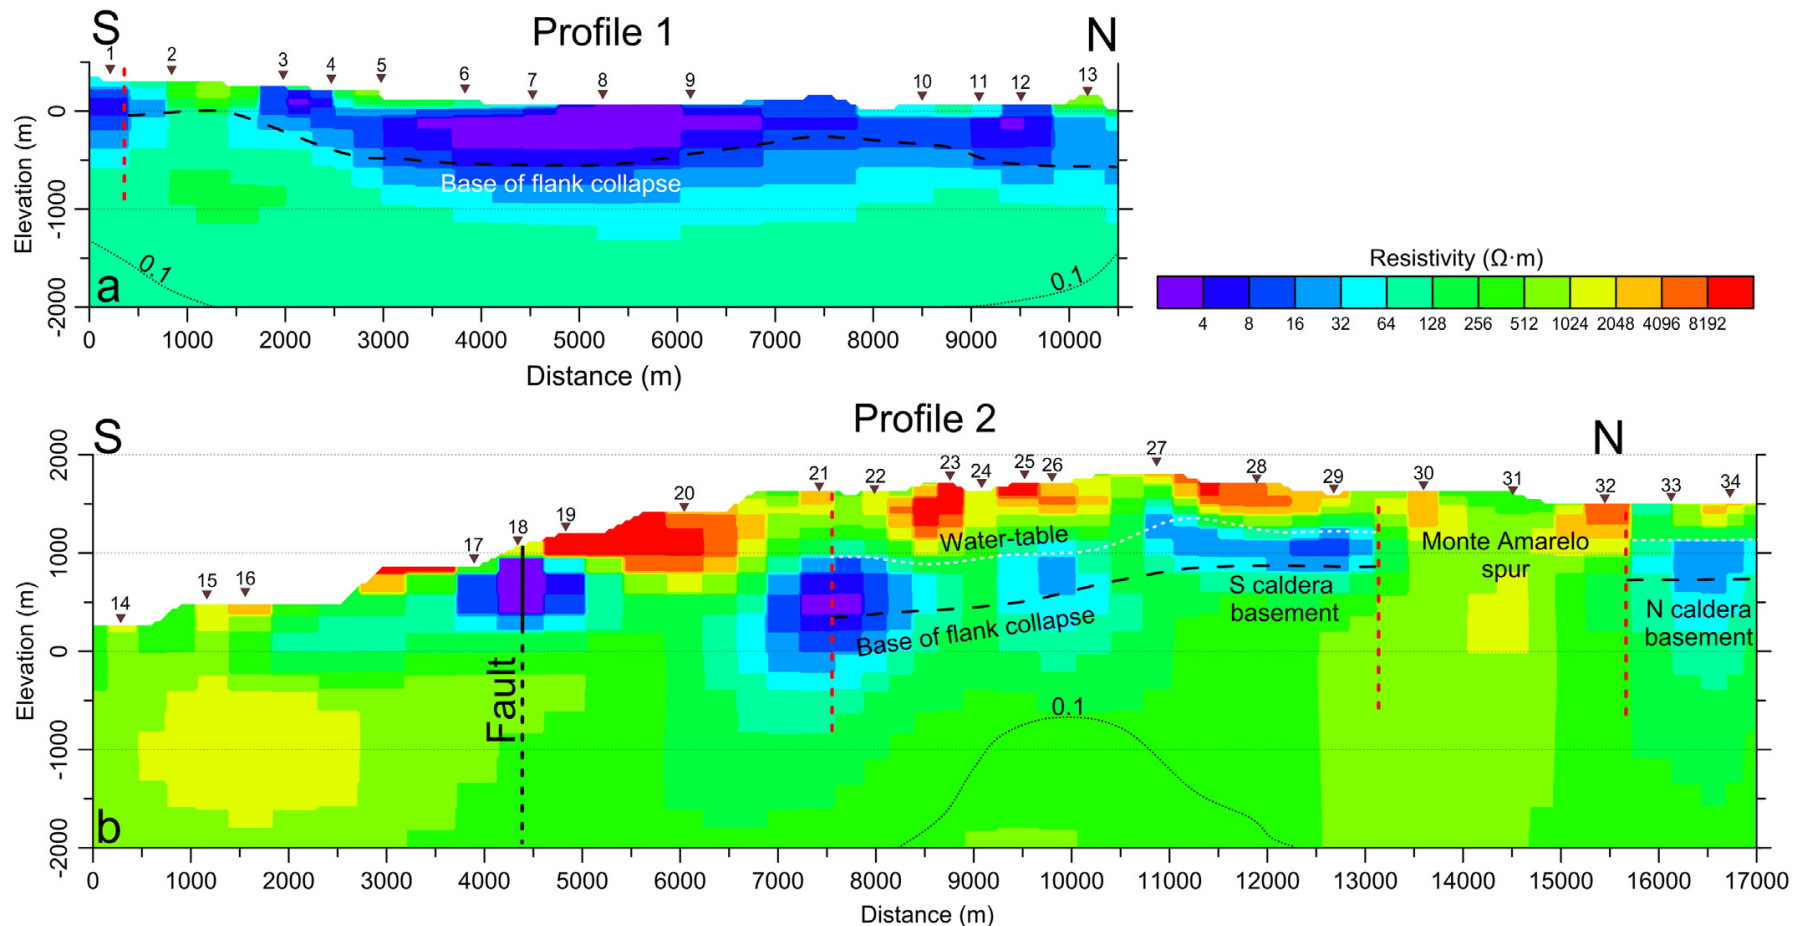 S Profile 1 N
1 2 3 4 5 6 7 8 9 10 11 12 13
Elevation (m)
0
-1000
-2000
Base of flank collapse
0.1 0.1
a
0 1000 2000 3000 4000 5000 6000 7000 8000 9000 10000
Distance (m)
Resistivity (Ω·m)
4 8 16 32 64 128 256 512 1024 2048 4096 8192
Profile 2
S N
14 15 16 17 18 19 20 21 22 23 24 25 26 27 28 29 30 31 32 33 34
Elevation (m)
2000
1000
0
-1000
-2000
Water-table
Monte Amarelo
spur
S caldera
basement
N caldera
basement
Base of flank collapse
Fault
0.1
b
0 1000 2000 3000 4000 5000 6000 7000 8000 9000 10000 11000 12000 13000 14000 15000 16000 17000
Distance (m)